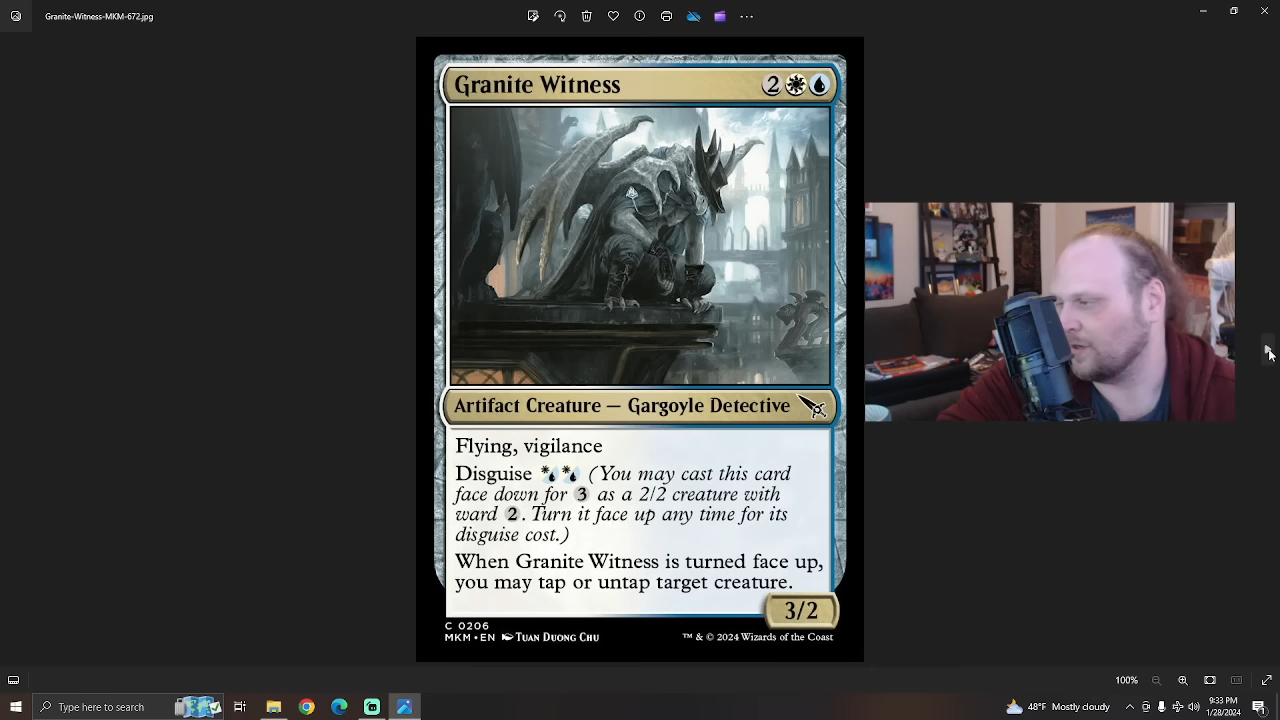 Granite-Witness-MKM-672.jpg
Granite Witness 2
Artifact Creature — Gargoyle Detective
Flying, vigilance
Disguise (You may cast this card
face down for 3 as a 2/2 creature with
ward 2. Turn it face up any time for its
disguise cost.)
When Granite Witness is turned face up,
you may tap or untap target creature.
3/2
C 0206
MKM • EN Tuan Duong Chu
™ & © 2024 Wizards of the Coast
100%
Type here to search
48°F Mostly cloudy
9:33 PM
1/28/2024